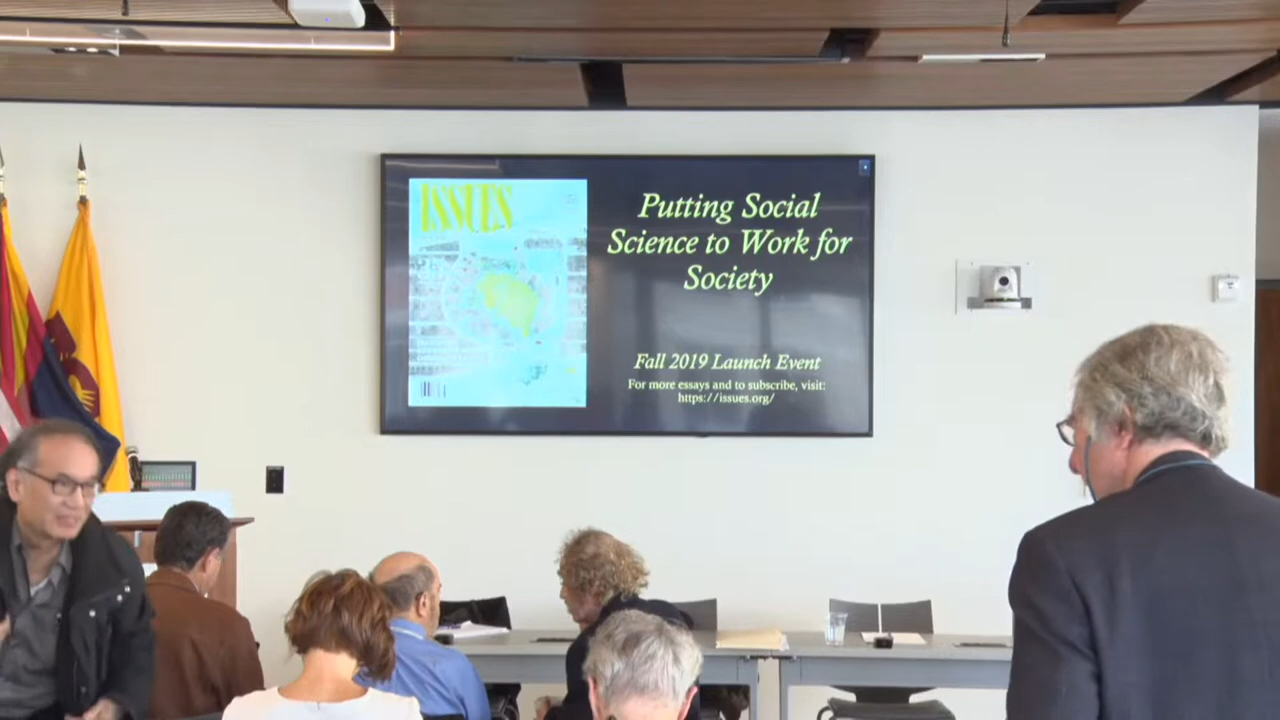 ISSUES
Putting Social
Science to Work for
Society
Fall 2019 Launch Event
For more essays and to subscribe, visit:
https://issues.org/